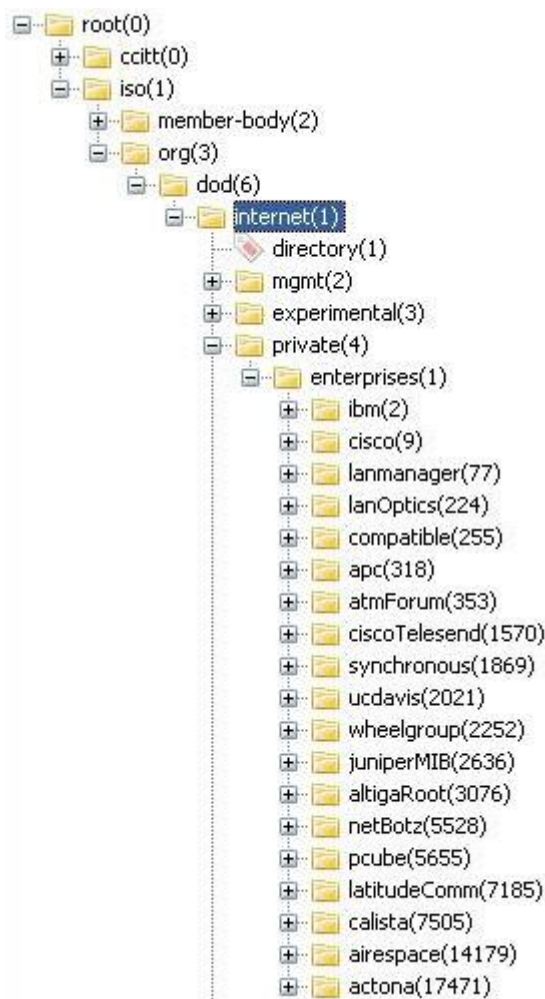 root(0)
ccitt(0)
iso(1)
member-body(2)
org(3)
dod(6)
internet(1)
directory(1)
mgmt(2)
experimental(3)
private(4)
enterprises(1)
ibm(2)
cisco(9)
lanmanager(77)
lanOptics(224)
compatible(255)
apc(318)
atmForum(353)
ciscoTelesend(1570)
synchronous(1869)
ucdavis(2021)
wheelgroup(2252)
juniperMIB(2636)
altigaRoot(3076)
netBotz(5528)
pcube(5655)
latitudeComm(7185)
calista(7505)
airespace(14179)
actona(17471)